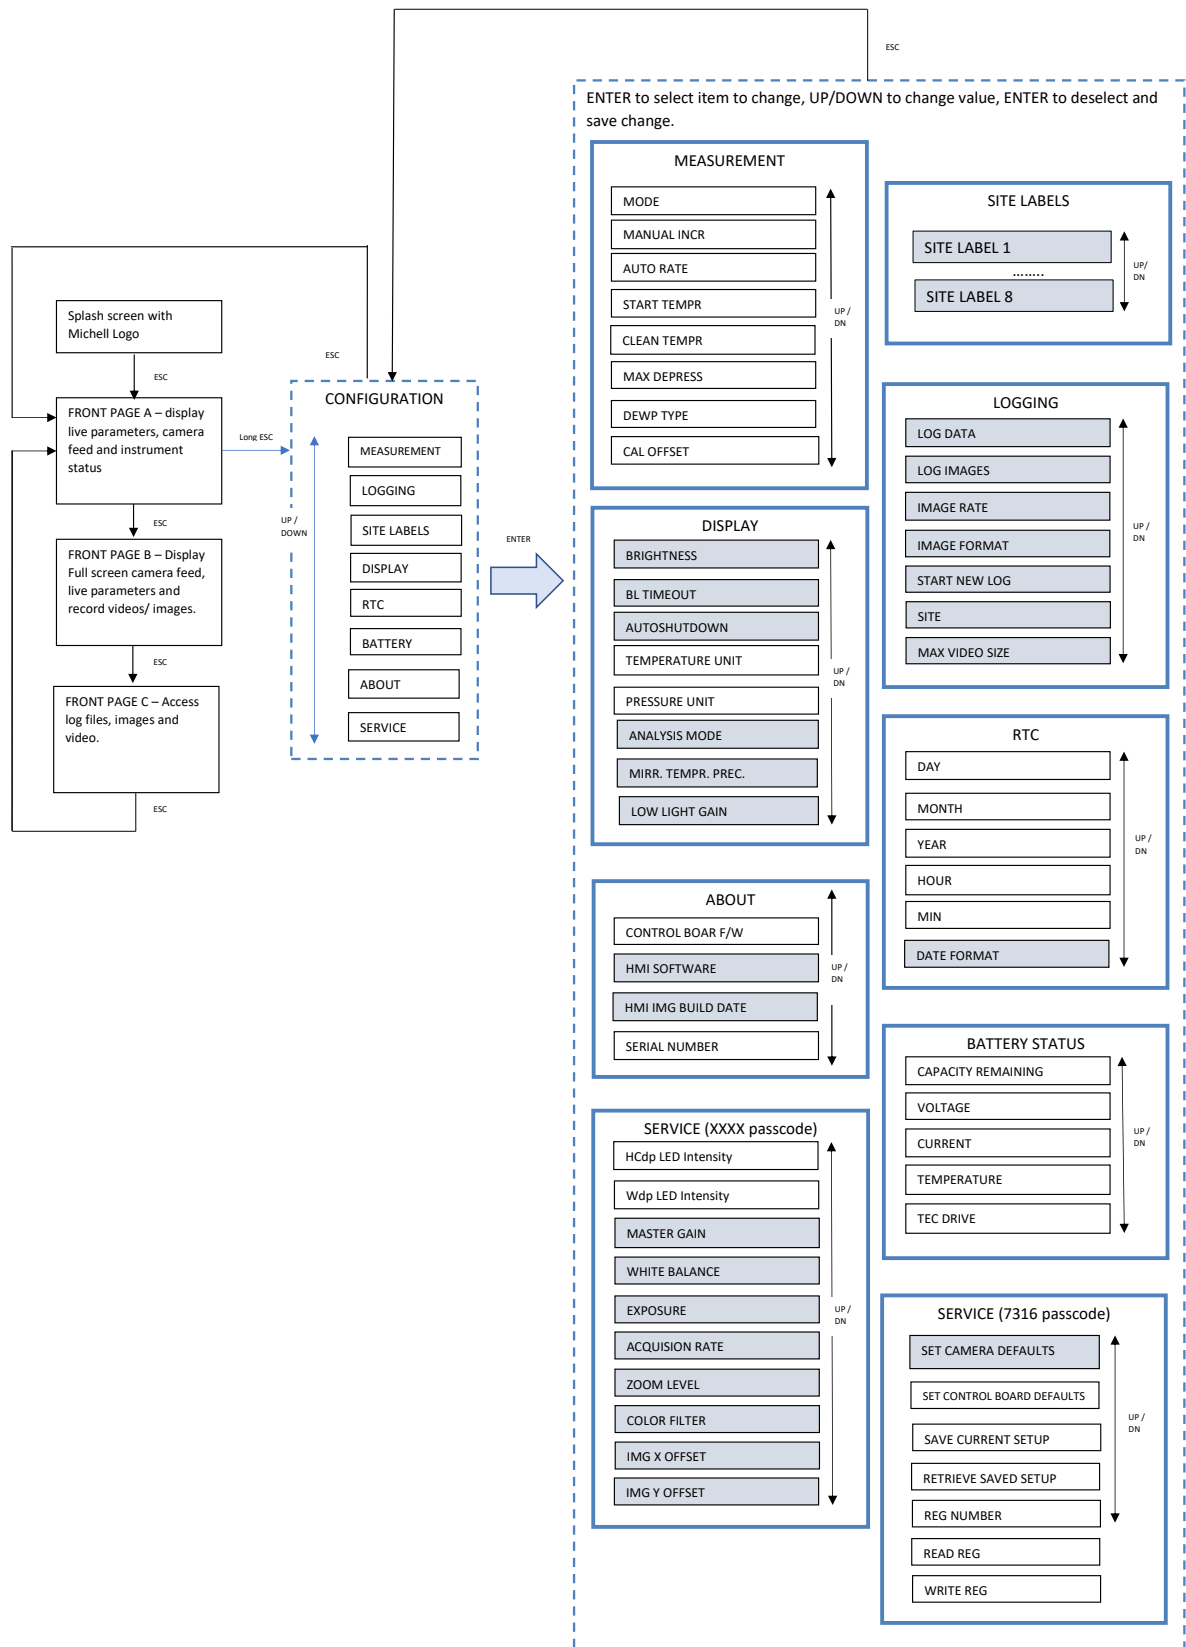 ESC
ENTER to select item to change, UP/DOWN to change value, ENTER to deselect and
save change.
Splash screen with
Michell Logo
ESC
FRONT PAGE A – display
live parameters, camera
feed and instrument
status
Long ESC
ESC
FRONT PAGE B – Display
Full screen camera feed,
live parameters and
record videos/ images.
ESC
FRONT PAGE C – Access
log files, images and
video.
ESC
ESC
CONFIGURATION
MEASUREMENT
LOGGING
SITE LABELS
DISPLAY
RTC
BATTERY
ABOUT
SERVICE
UP /
DOWN
ENTER
MEASUREMENT
MODE
MANUAL INCR
AUTO RATE
START TEMPR
CLEAN TEMPR
MAX DEPRESS
DEWP TYPE
CAL OFFSET
UP /
DN
DISPLAY
BRIGHTNESS
BL TIMEOUT
AUTOSHUTDOWN
TEMPERATURE UNIT
PRESSURE UNIT
ANALYSIS MODE
MIRR. TEMPR. PREC.
LOW LIGHT GAIN
UP /
DN
ABOUT
CONTROL BOAR F/W
HMI SOFTWARE
HMI IMG BUILD DATE
SERIAL NUMBER
UP /
DN
SERVICE (XXXX passcode)
HCdp LED Intensity
Wdp LED Intensity
MASTER GAIN
WHITE BALANCE
EXPOSURE
ACQUISION RATE
ZOOM LEVEL
COLOR FILTER
IMG X OFFSET
IMG Y OFFSET
UP /
DN
SITE LABELS
SITE LABEL 1
........
SITE LABEL 8
UP/
DN
LOGGING
LOG DATA
LOG IMAGES
IMAGE RATE
IMAGE FORMAT
START NEW LOG
SITE
MAX VIDEO SIZE
UP /
DN
RTC
DAY
MONTH
YEAR
HOUR
MIN
DATE FORMAT
UP /
DN
BATTERY STATUS
CAPACITY REMAINING
VOLTAGE
CURRENT
TEMPERATURE
TEC DRIVE
UP /
DN
SERVICE (7316 passcode)
SET CAMERA DEFAULTS
SET CONTROL BOARD DEFAULTS
SAVE CURRENT SETUP
RETRIEVE SAVED SETUP
REG NUMBER
READ REG
WRITE REG
UP /
DN